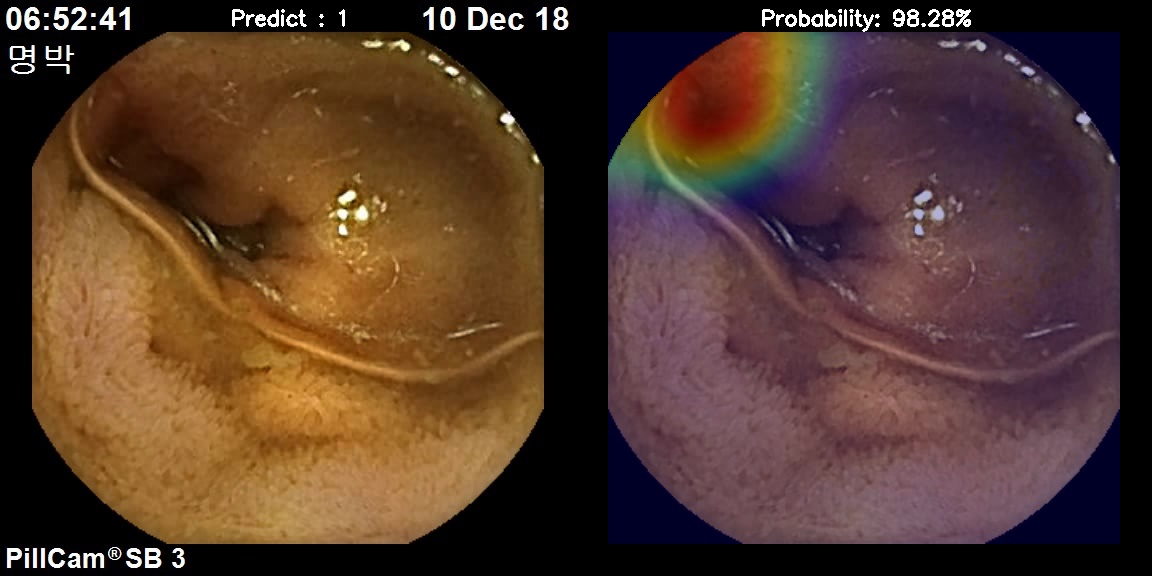 06:52:41 Predict : 1 10 Dec 18 Probability: 98.28%
명박
PillCam® SB 3